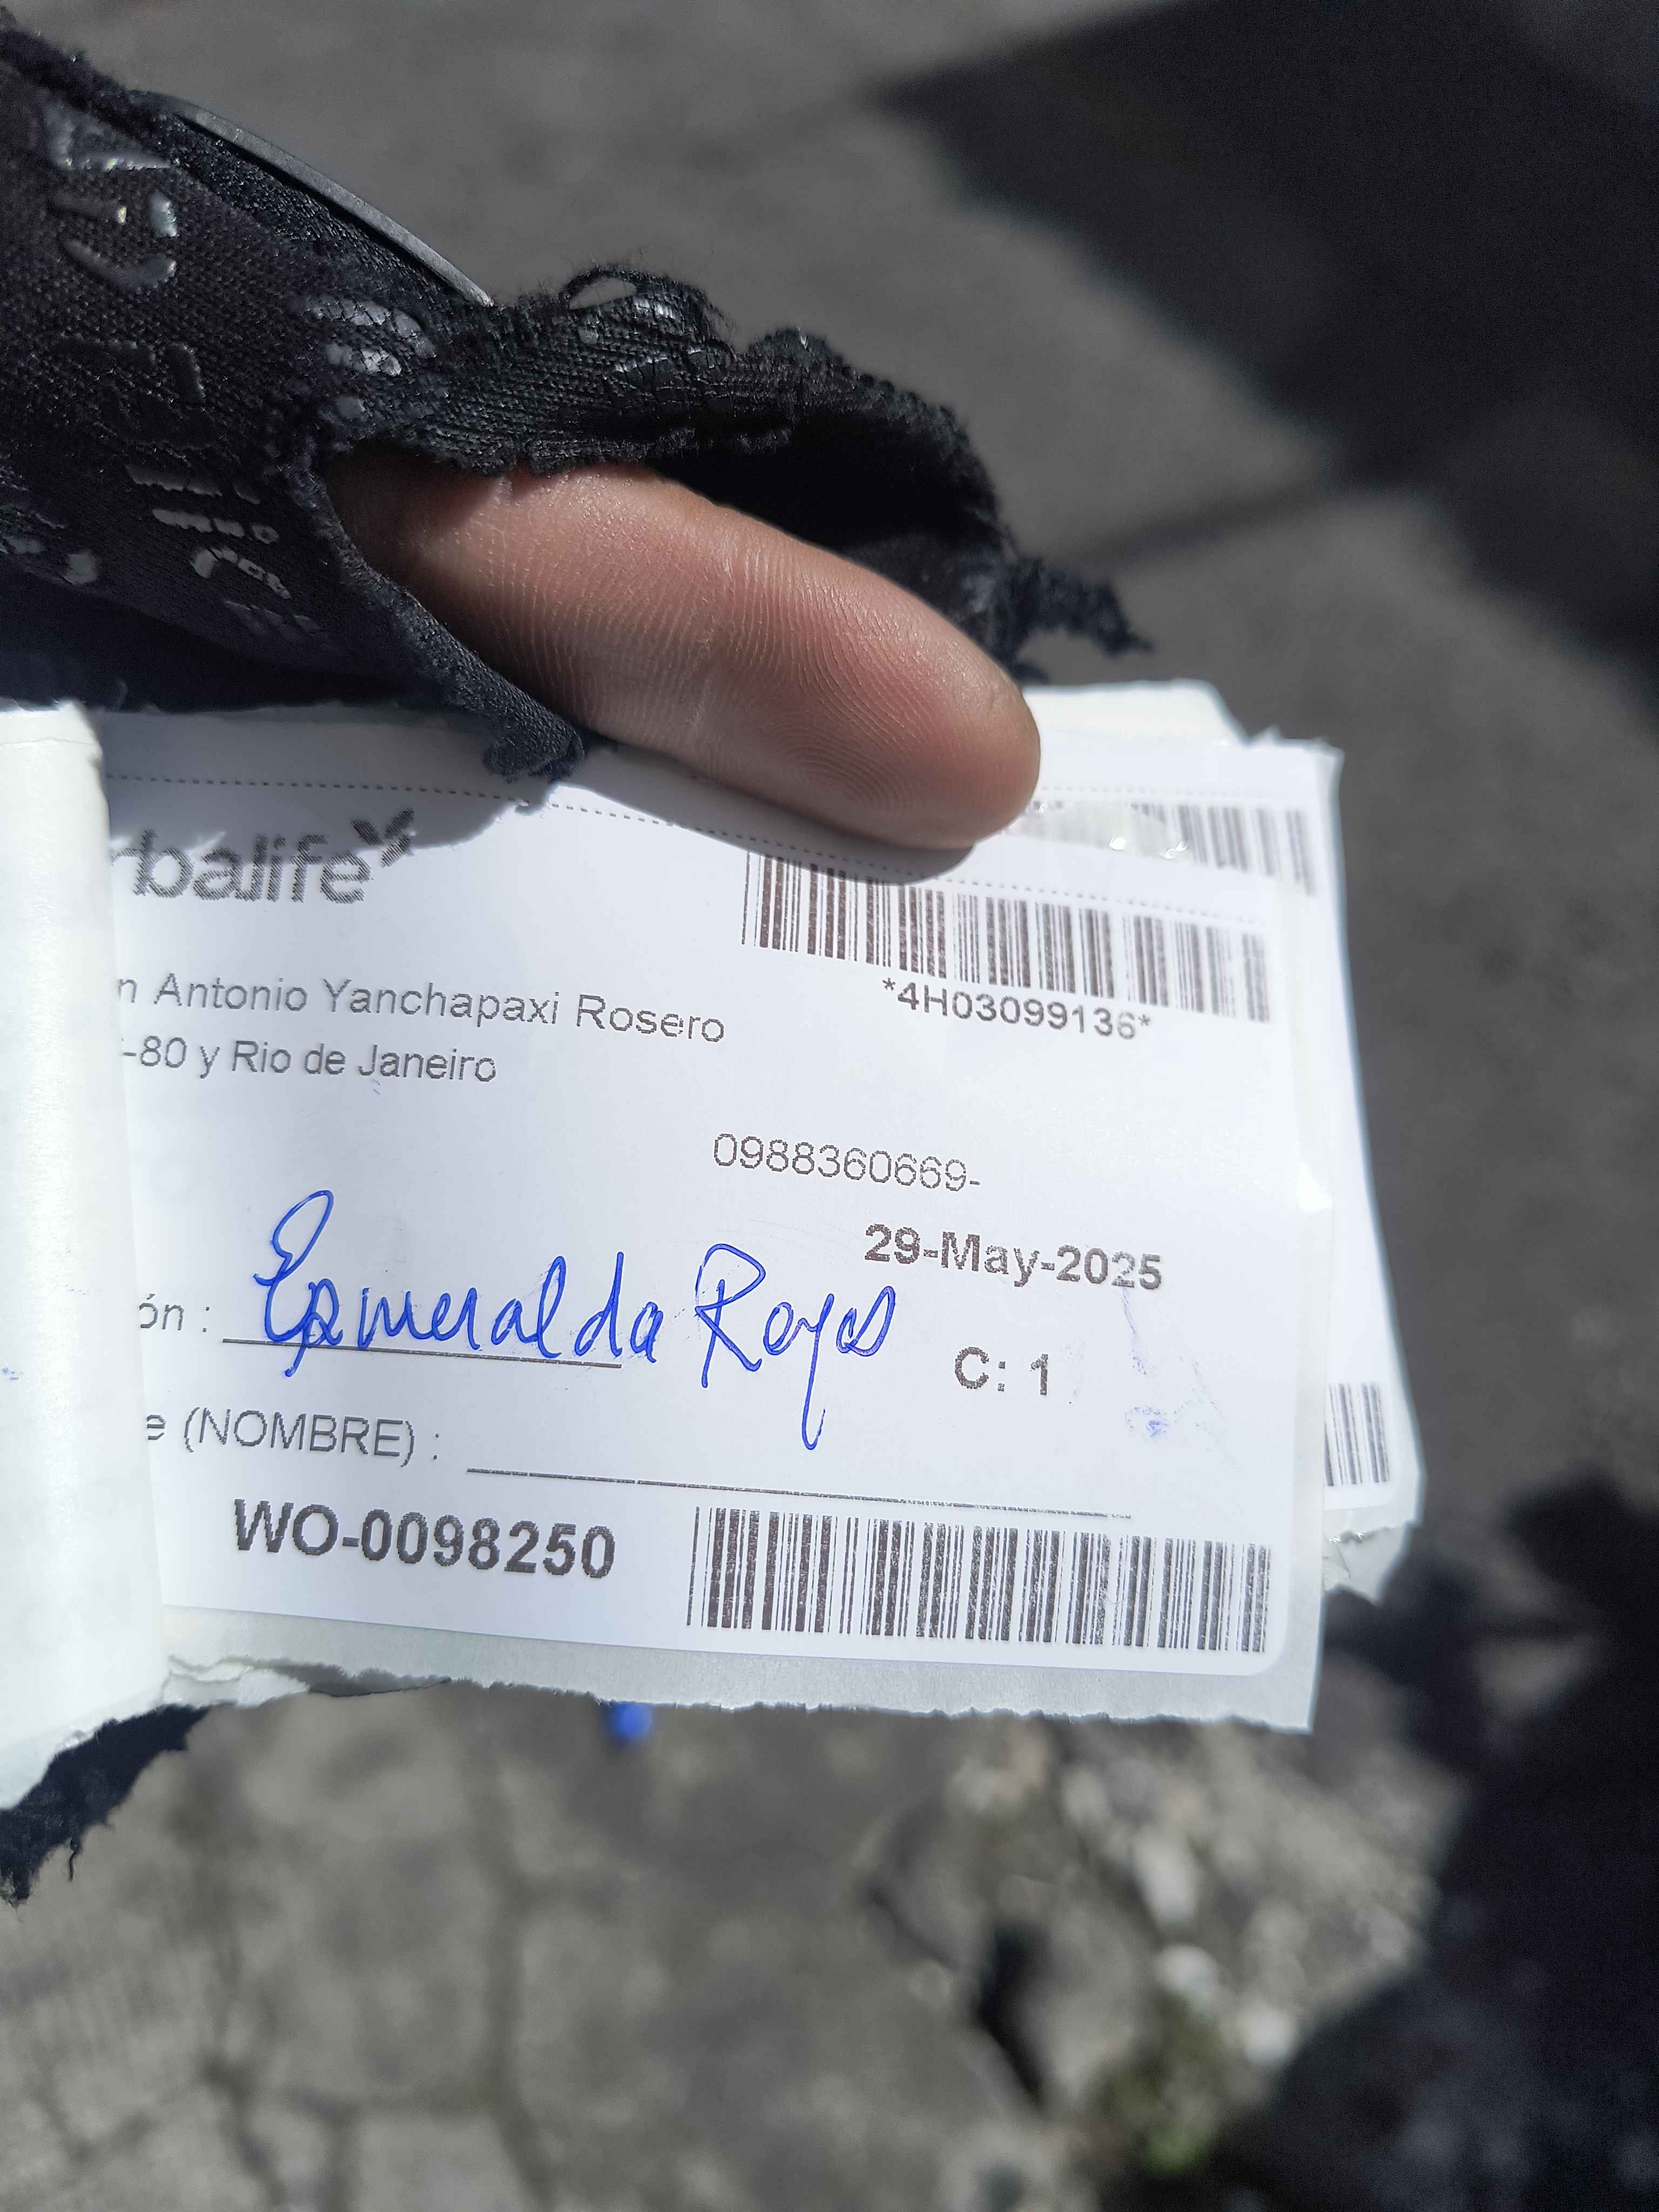 rbalife
*4H03099136*
n Antonio Yanchapaxi Rosero
-80 y Rio de Janeiro
0988360669-
29-May-2025
ón : Esmeralda Royas
C: 1
e (NOMBRE) :
WO-0098250